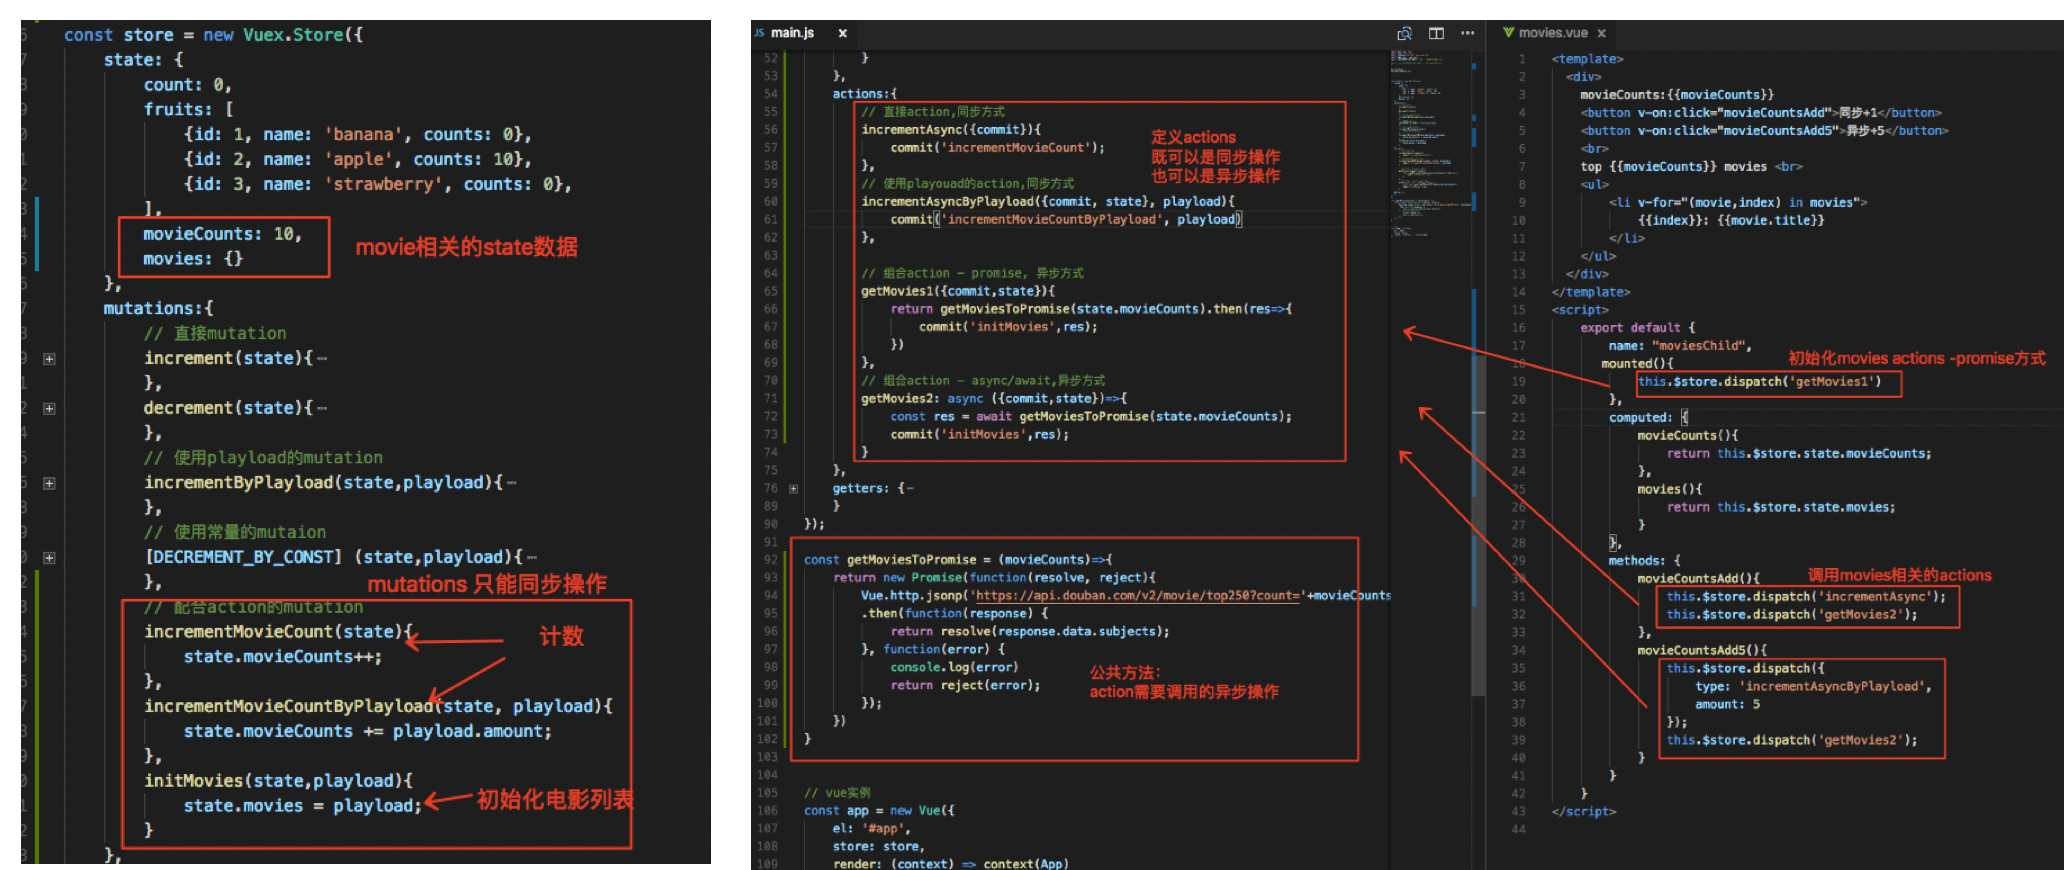 const store = new Vuex.Store({
state: {
count: 0,
fruits: [
{id: 1, name: 'banana', counts: 0},
{id: 2, name: 'apple', counts: 10},
{id: 3, name: 'strawberry', counts: 0},
],
movieCounts: 10,
movies: {}
movie相关的state数据
},
mutations:{
// 直接mutation
increment(state){⋯
},
decrement(state){⋯
},
// 使用playload的mutation
incrementByPlayload(state,playload){⋯
},
// 使用常量的mutaion
[DECREMENT_BY_CONST] (state,playload){⋯
},
mutations 只能同步操作
// 配合action的mutation
incrementMovieCount(state){
计数
state.movieCounts++;
},
incrementMovieCountByPlayload(state, playload){
state.movieCounts += playload.amount;
},
initMovies(state,playload){
state.movies = playload;
初始化电影列表
}
},
JS main.js ×
52 }
53 },
54 actions:{
55 // 直接action,同步方式
56 incrementAsync({commit}){
57 commit('incrementMovieCount');
58 },
59 // 使用playouad的action,同步方式
60 incrementAsyncByPlayload({commit, state}, playload){
61 commit('incrementMovieCountByPlayload', playload)
62 },
63
64 // 组合action - promise, 异步方式
65 getMovies1({commit,state}){
66 return getMoviesToPromise(state.movieCounts).then(res=>{
67 commit('initMovies',res);
68 })
69 },
70 // 组合action - async/await,异步方式
71 getMovies2: async ({commit,state})=>{
72 const res = await getMoviesToPromise(state.movieCounts);
73 commit('initMovies',res);
74 }
75 },
76 getters: {⋯
89 }
90 });
91
92 const getMoviesToPromise = (movieCounts)=>{
93 return new Promise(function(resolve, reject){
94 Vue.http.jsonp('https://api.douban.com/v2/movie/top250?count='+movieCounts
95 .then(function(response) {
96 return resolve(response.data.subjects);
97 }, function(error) {
98 console.log(error)
99 return reject(error);
100 });
101 })
102 }
103
104
105 // vue实例
106 const app = new Vue({
107 el: '#app',
108 store: store,
109 render: (context) => context(App)
定义actions
既可以是同步操作
也可以是异步操作
公共方法：
action需要调用的异步操作
movies.vue ×
1 <template>
2 <div>
3 movieCounts:{{movieCounts}}
4 <button v-on:click="movieCountsAdd">同步+1</button>
5 <button v-on:click="movieCountsAdd5">异步+5</button>
6 <br>
7 top {{movieCounts}} movies <br>
8 <ul>
9 <li v-for="(movie,index) in movies">
10 {{index}}: {{movie.title}}
11 </li>
12 </ul>
13 </div>
14 </template>
15 <script>
16 export default {
17 name: "moviesChild",
18 mounted(){
19 this.$store.dispatch('getMovies1')
20 },
21 computed: {
22 movieCounts(){
23 return this.$store.state.movieCounts;
24 },
25 movies(){
26 return this.$store.state.movies;
27 }
28 },
29 methods: {
30 movieCountsAdd(){
31 this.$store.dispatch('incrementAsync');
32 this.$store.dispatch('getMovies2');
33 },
34 movieCountsAdd5(){
35 this.$store.dispatch({
36 type: 'incrementAsyncByPlayload',
37 amount: 5
38 });
39 this.$store.dispatch('getMovies2');
40 }
41 }
42 }
43 </script>
44
初始化movies actions -promise方式
调用movies相关的actions